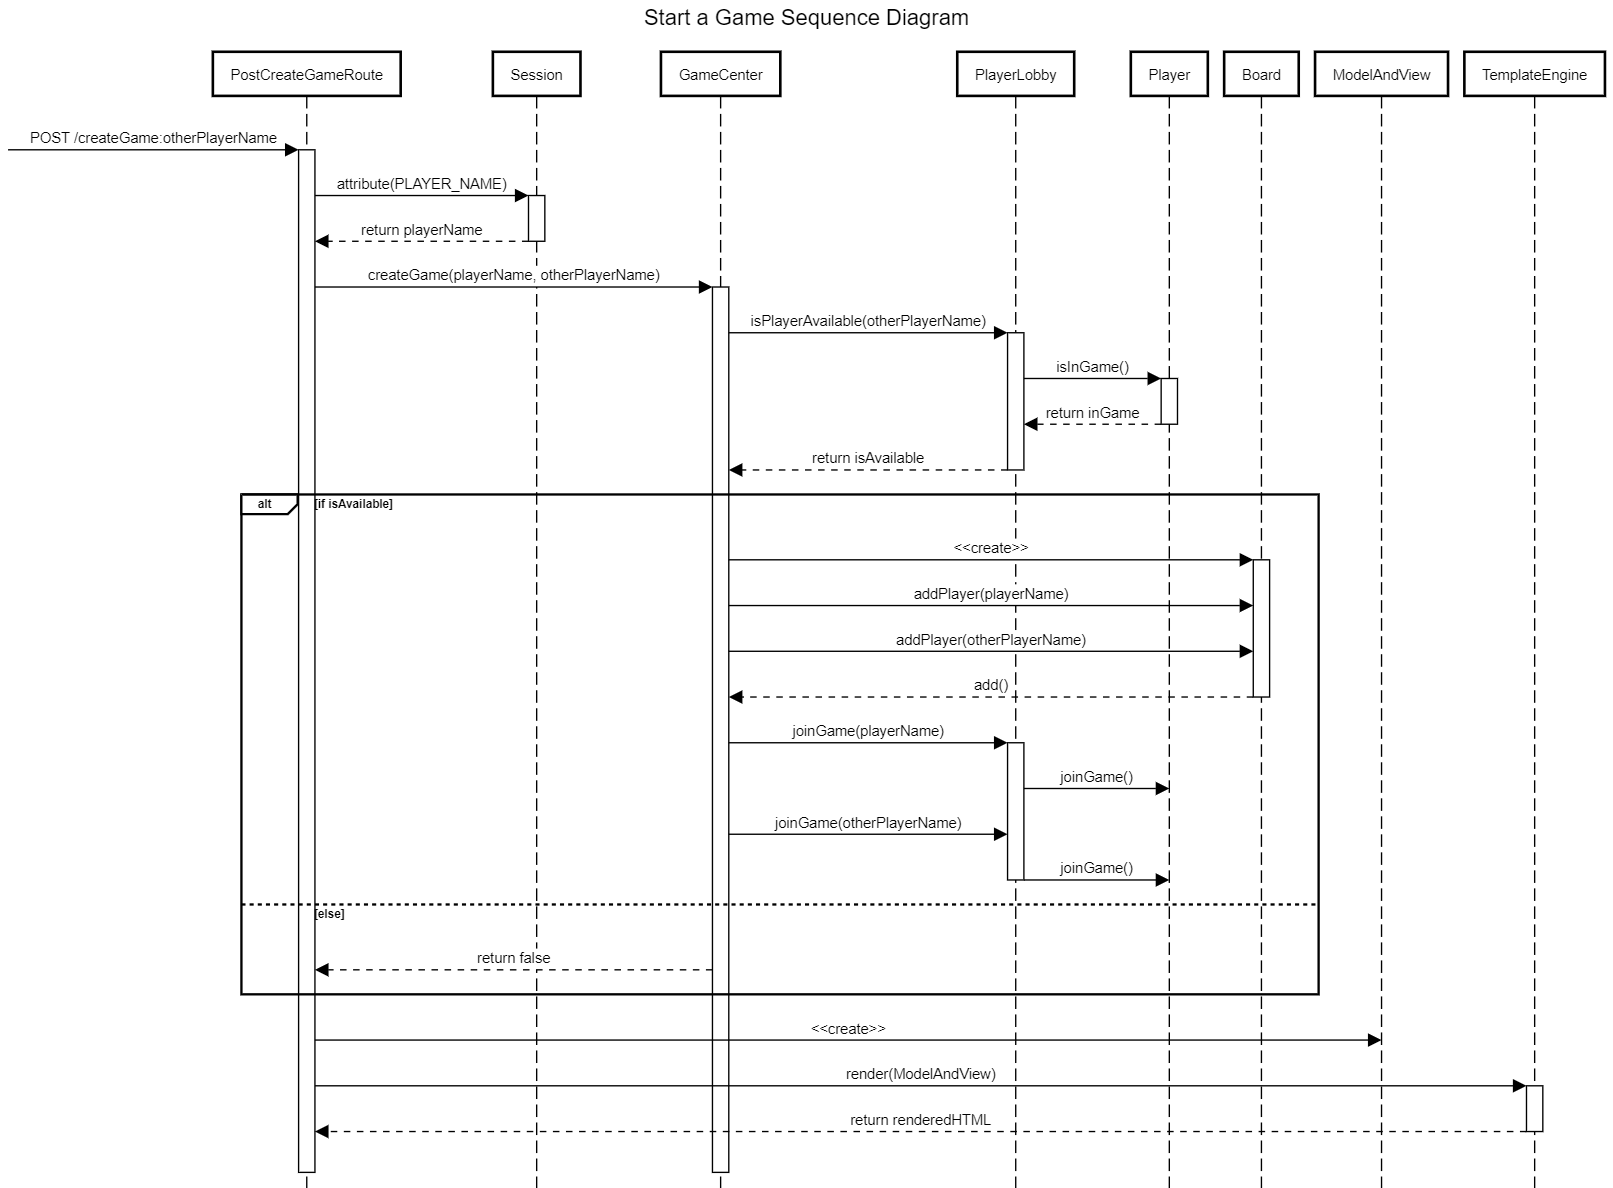 Start a Game Sequence Diagram
PostCreateGameRoute
Session
GameCenter
PlayerLobby
Player
Board
ModelAndView
TemplateEngine
POST /createGame:otherPlayerName
attribute(PLAYER_NAME)
return playerName
createGame(playerName, otherPlayerName)
isPlayerAvailable(otherPlayerName)
isInGame()
return inGame
return isAvailable
alt
[if isAvailable]
<<create>>
addPlayer(playerName)
addPlayer(otherPlayerName)
add()
joinGame(playerName)
joinGame()
joinGame(otherPlayerName)
joinGame()
[else]
return false
<<create>>
render(ModelAndView)
return renderedHTML